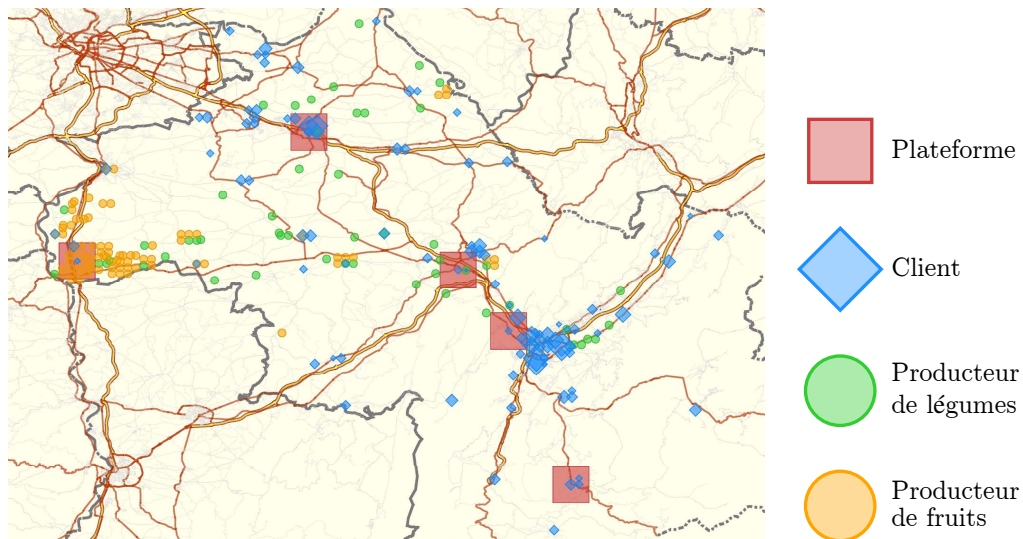 Plateforme
Client
Producteur
de légumes
Producteur
de fruits